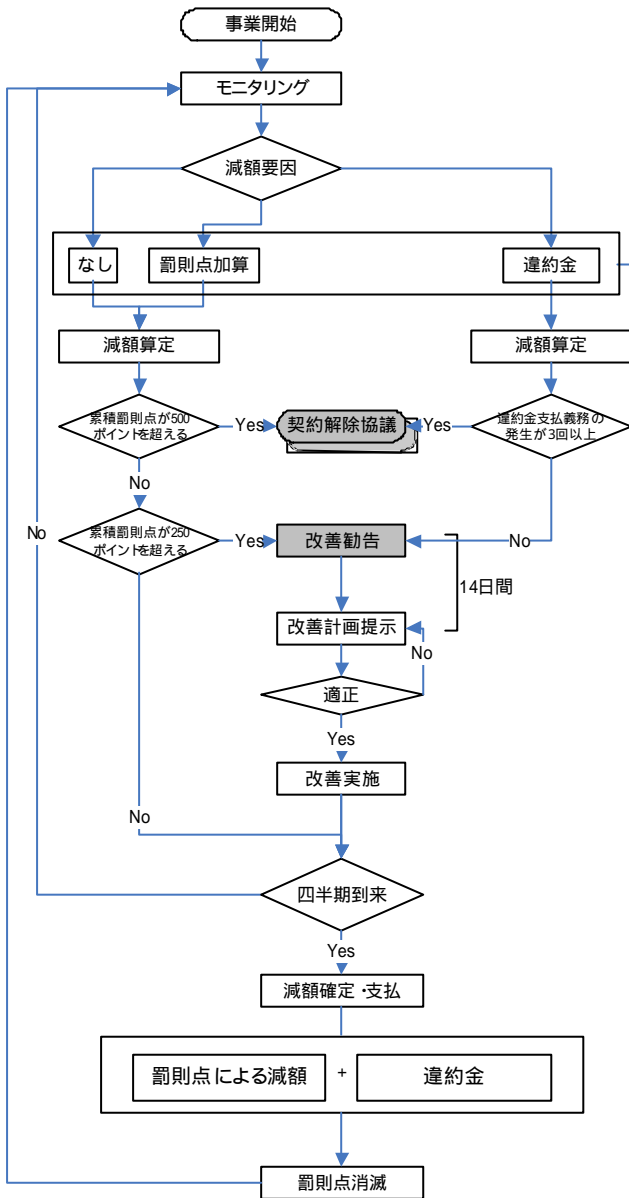 事業開始
モニタリング
減額要因
なし
罰則点加算
違約金
減額算定
減額算定
累積罰則点が500
ポイントを超える
Yes
契約解除協議
Yes
違約金支払義務の
発生が3回以上
No
No
累積罰則点が250
ポイントを超える
Yes
改善勧告
No
14日間
改善計画提示
No
適正
Yes
改善実施
No
四半期到来
Yes
減額確定・支払
罰則点による減額
+
違約金
罰則点消滅